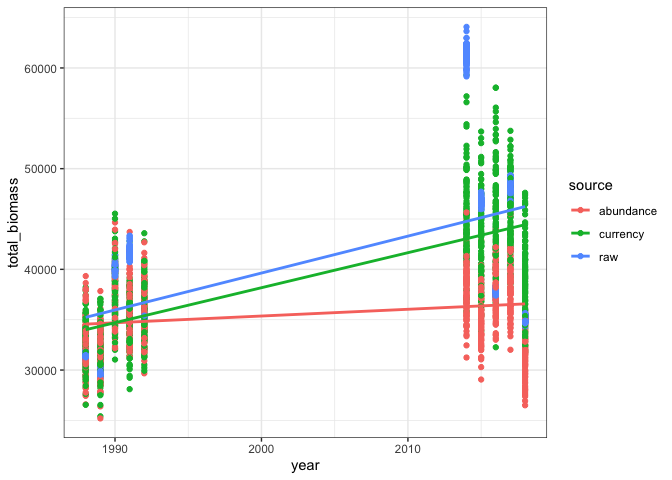 60000
50000
40000
30000
total_biomass
1990
2000
2010
year
source
abundance
currency
raw